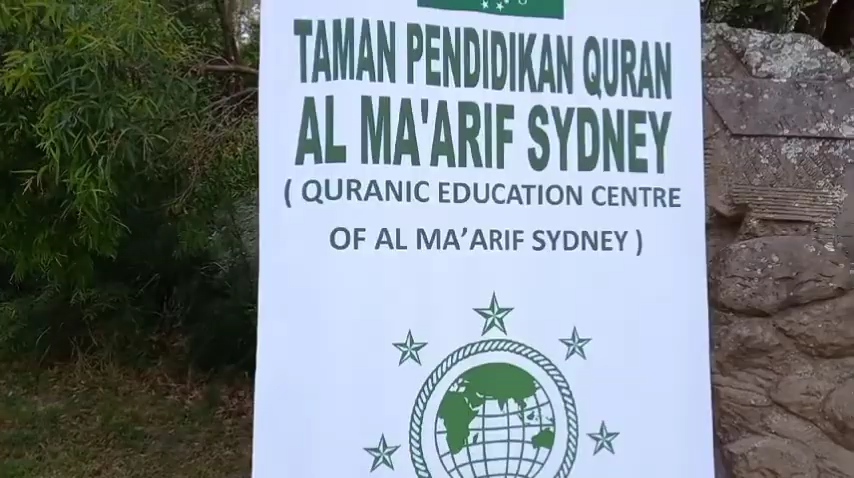 TAMAN PENDIDIKAN QURAN
AL MA'ARIF SYDNEY
( QURANIC EDUCATION CENTRE
OF AL MA’ARIF SYDNEY )